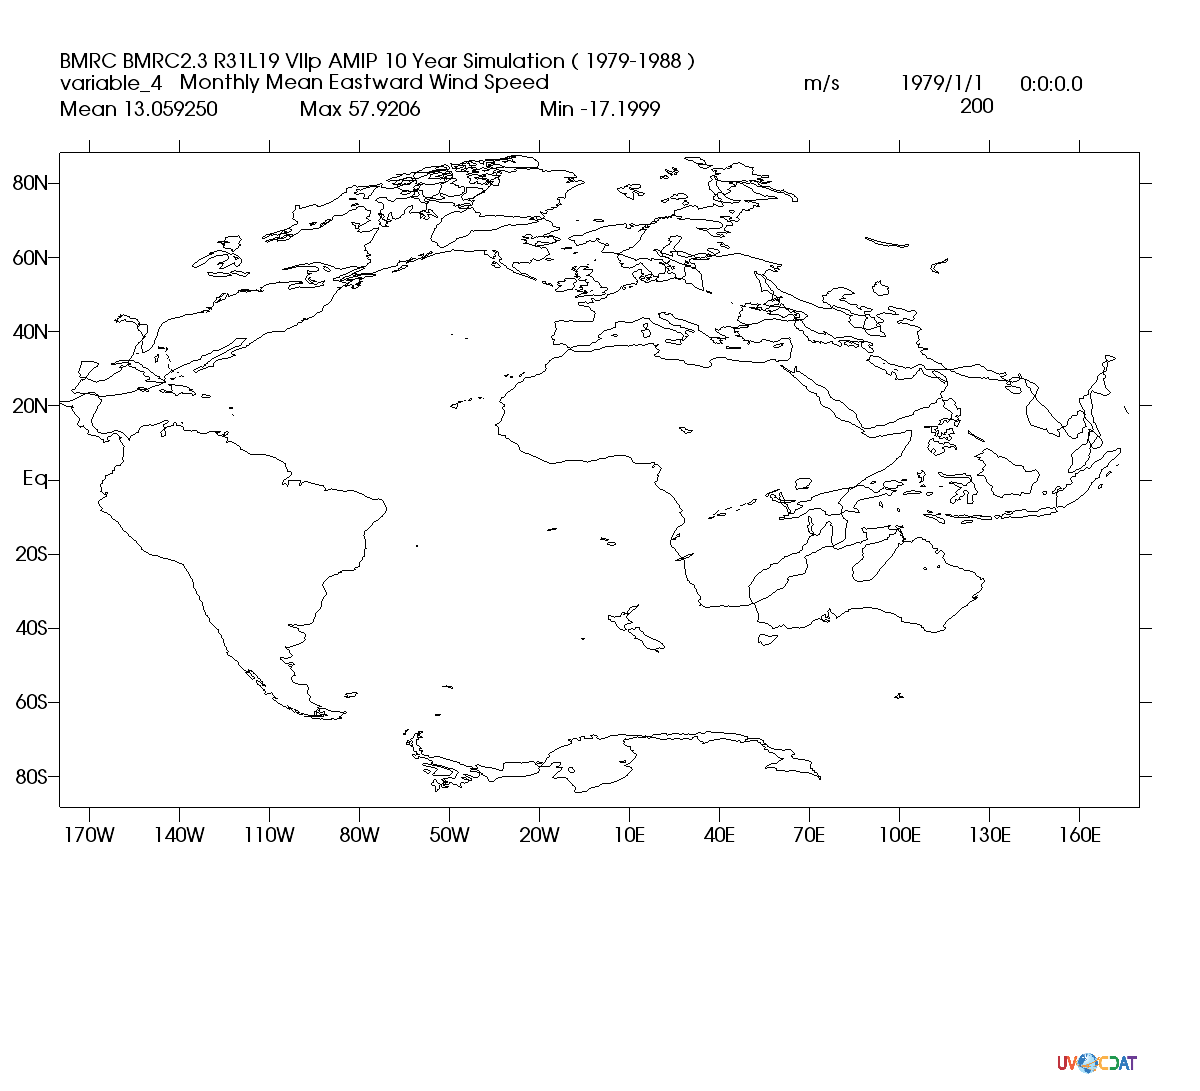 BMRC BMRC2.3 R31L19 VIIp AMIP 10 Year Simulation ( 1979-1988 )
variable_4 Monthly Mean Eastward Wind Speed m/s 1979/1/1 0:0:0.0
Mean 13.059250 Max 57.9206 Min -17.1999 200
80N
60N
40N
20N
Eq
20S
40S
60S
80S
170W 140W 110W 80W 50W 20W 10E 40E 70E 100E 130E 160E
UV CDAT